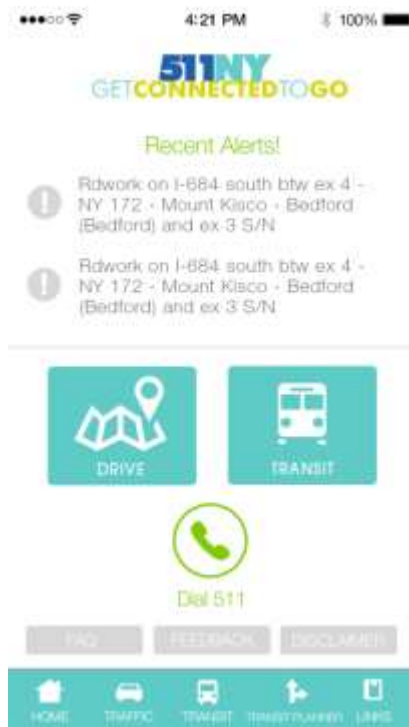 4:21 PM
100%
511NY
GETCONNECTEDTOGO
Recent Alerts!
Rdwork on I-684 south btw ex 4 -
NY 172 - Mount Kisco - Bedford
(Bedford) and ex 3 S/N
Rdwork on I-684 south btw ex 4 -
NY 172 - Mount Kisco - Bedford
(Bedford) and ex 3 S/N
DRIVE
TRANSIT
Dial 511
FAQ
FEEDBACK
DISCLAIMER
HOME
TRAFFIC
TRANSIT
TRANSIT PLANNER
LINKS